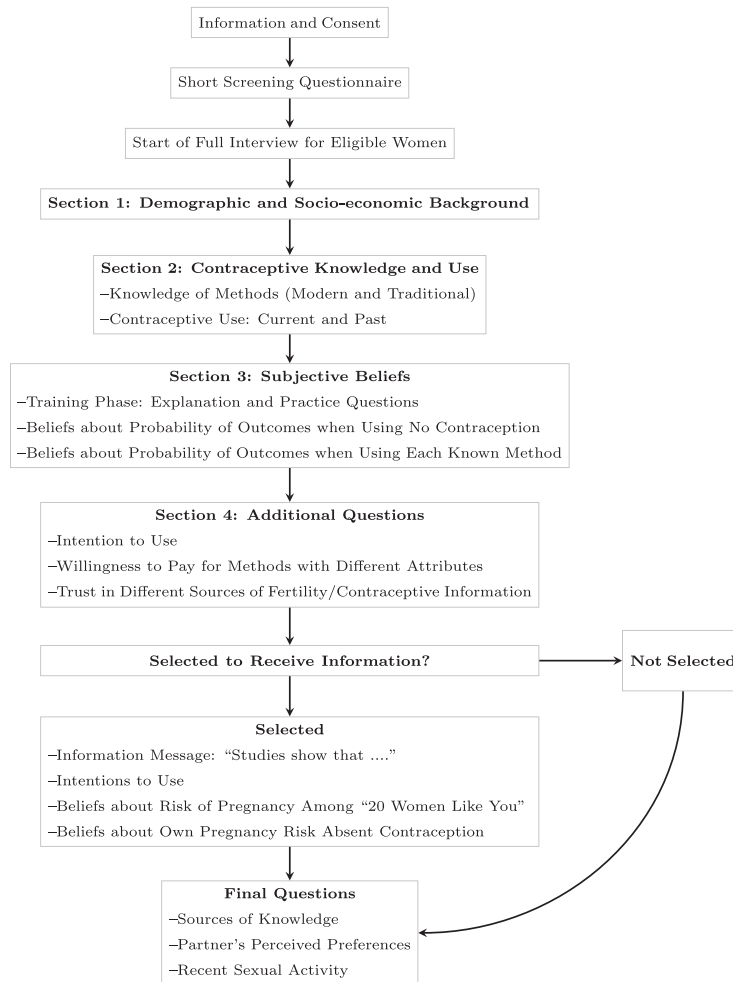 Information and Consent
Short Screening Questionnaire
Start of Full Interview for Eligible Women
Section 1: Demographic and Socio-economic Background
Section 2: Contraceptive Knowledge and Use
–Knowledge of Methods (Modern and Traditional)
–Contraceptive Use: Current and Past
Section 3: Subjective Beliefs
–Training Phase: Explanation and Practice Questions
–Beliefs about Probability of Outcomes when Using No Contraception
–Beliefs about Probability of Outcomes when Using Each Known Method
Section 4: Additional Questions
–Intention to Use
–Willingness to Pay for Methods with Different Attributes
–Trust in Different Sources of Fertility/Contraceptive Information
Selected to Receive Information?
Not Selected
Selected
–Information Message: “Studies show that ....”
–Intentions to Use
–Beliefs about Risk of Pregnancy Among “20 Women Like You”
–Beliefs about Own Pregnancy Risk Absent Contraception
Final Questions
–Sources of Knowledge
–Partner’s Perceived Preferences
–Recent Sexual Activity